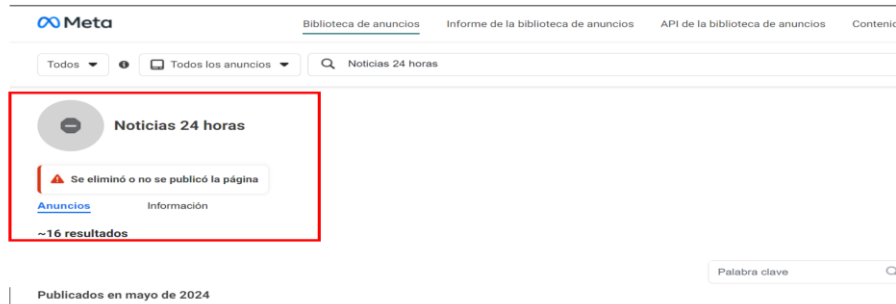 Meta
Biblioteca de anuncios Informe de la biblioteca de anuncios API de la biblioteca de anuncios
Todos Todos los anuncios Noticias 24 horas
Noticias 24 horas
Se eliminó o no se publicó la página
Anuncios Información
~16 resultados
Palabra clave
Publicados en mayo de 2024